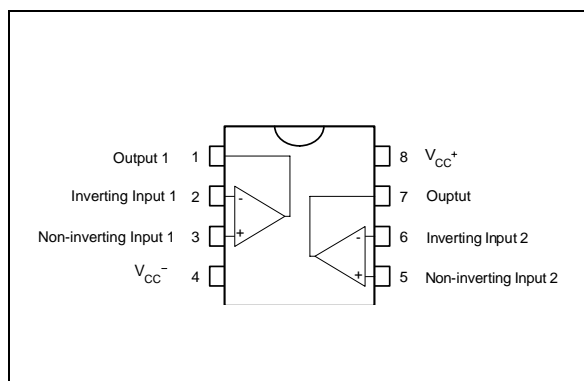 Output 1 1
Inverting Input 1 2
Non-inverting Input 1 3
VCC− 4
8 VCC+
7 Ouptut
6 Inverting Input 2
5 Non-inverting Input 2
-
+
-
+